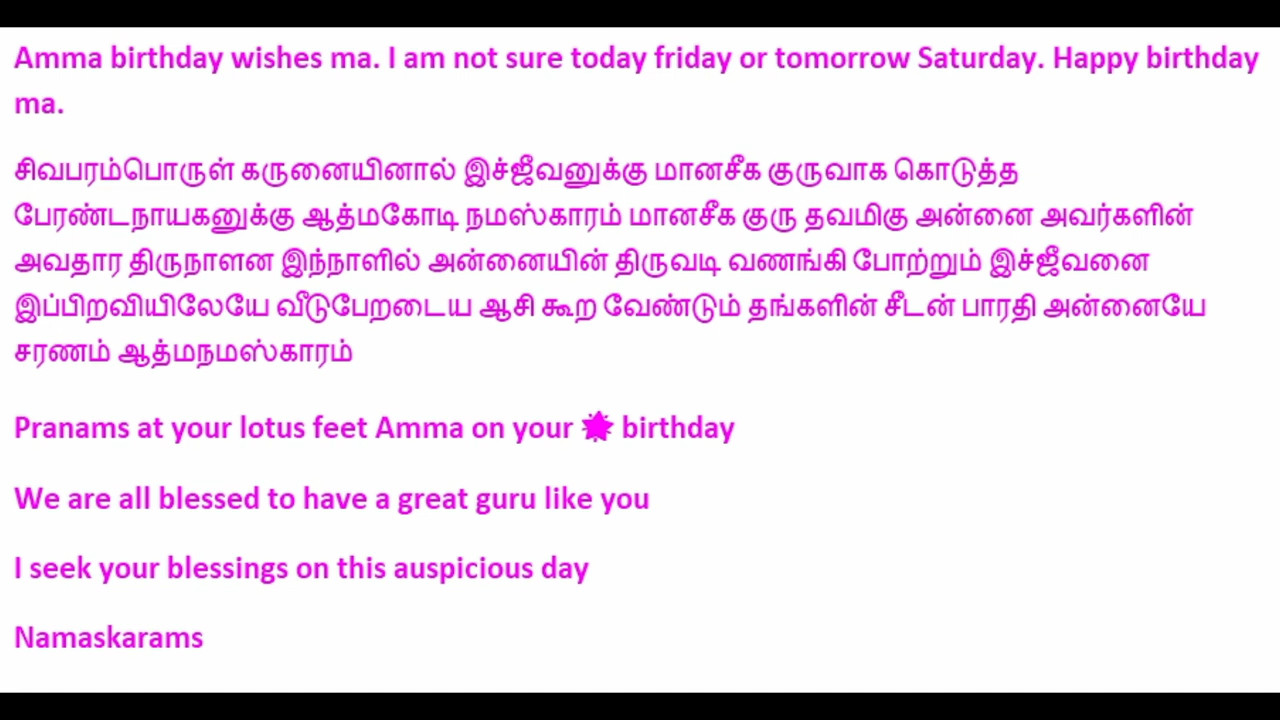 Amma birthday wishes ma. I am not sure today friday or tomorrow Saturday. Happy birthday
ma.
சிவபரம்பொருள் கருனையினால் இச்ஜீவனுக்கு மானசீக குருவாக கொடுத்த
பேரண்டநாயகனுக்கு ஆத்மகோடி நமஸ்காரம் மானசீக குரு தவமிகு அன்னை அவர்களின்
அவதார திருநாளன இந்நாளில் அன்னையின் திருவடி வணங்கி போற்றும் இச்ஜீவனை
இப்பிறவியிலேயே வீடுபேறடைய ஆசி கூற வேண்டும் தங்களின் சீடன் பாரதி அன்னையே
சரணம் ஆத்மநமஸ்காரம்
Pranams at your lotus feet Amma on your 🌟 birthday
We are all blessed to have a great guru like you
I seek your blessings on this auspicious day
Namaskarams